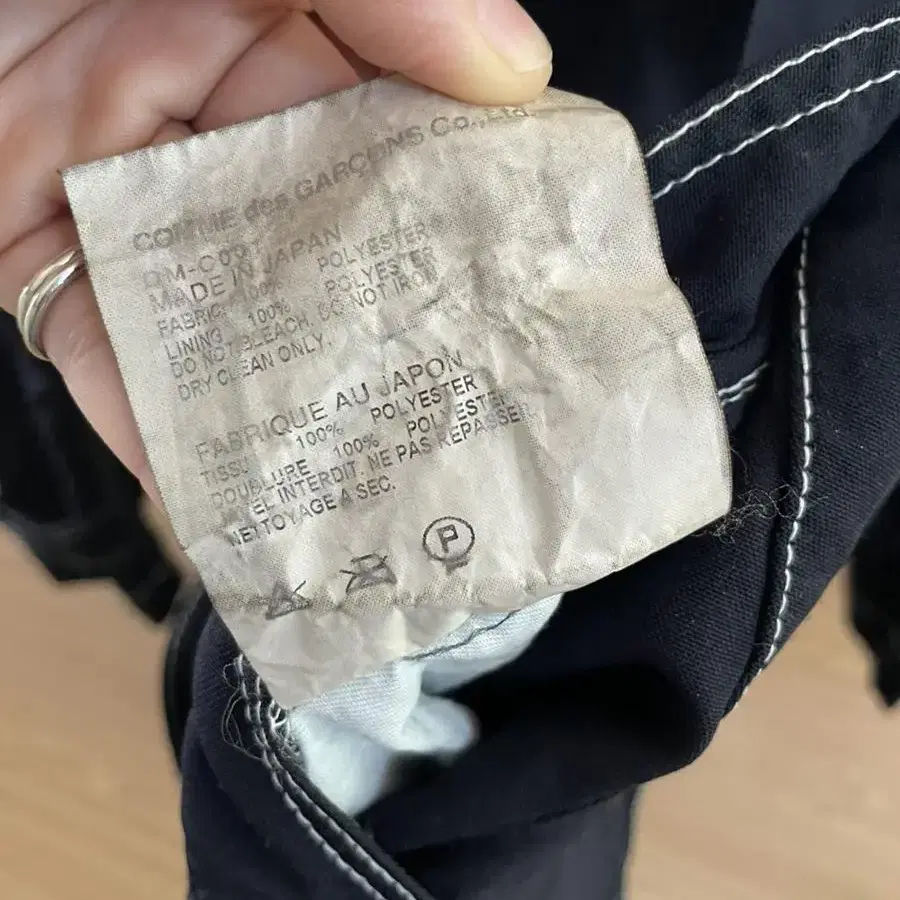 COMME des GARÇONS Co., Ltd.
MADE IN JAPAN
FABRIC 100% POLYESTER
LINING 100% POLYESTER
DO NOT BLEACH. DO NOT IRON
DRY CLEAN ONLY.
FABRIQUE AU JAPON
TISSU 100% POLYESTER
DOUBLURE 100% POLYESTER
INTERDIT. NE PAS REPASSER.
NETTOYAGE A SEC.
P